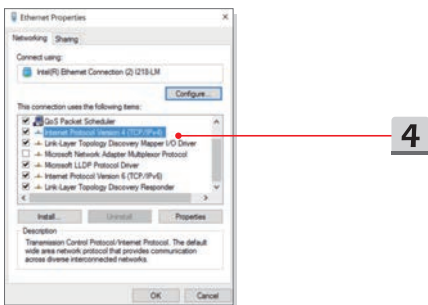 Ethernet Properties
Networking Sharing
Connect using:
Intel(R) Ethernet Connection (2) I218-LM
Configure...
This connection uses the following items:
QoS Packet Scheduler
Internet Protocol Version 4 (TCP/IPv4)
Link-Layer Topology Discovery Mapper I/O Driver
Microsoft Network Adapter Multiplexor Protocol
Microsoft LLDP Protocol Driver
Internet Protocol Version 6 (TCP/IPv6)
Link-Layer Topology Discovery Responder
Install... Uninstall Properties
Description
Transmission Control Protocol/Internet Protocol. The default
wide area network protocol that provides communication
across diverse interconnected networks.
OK Cancel
4